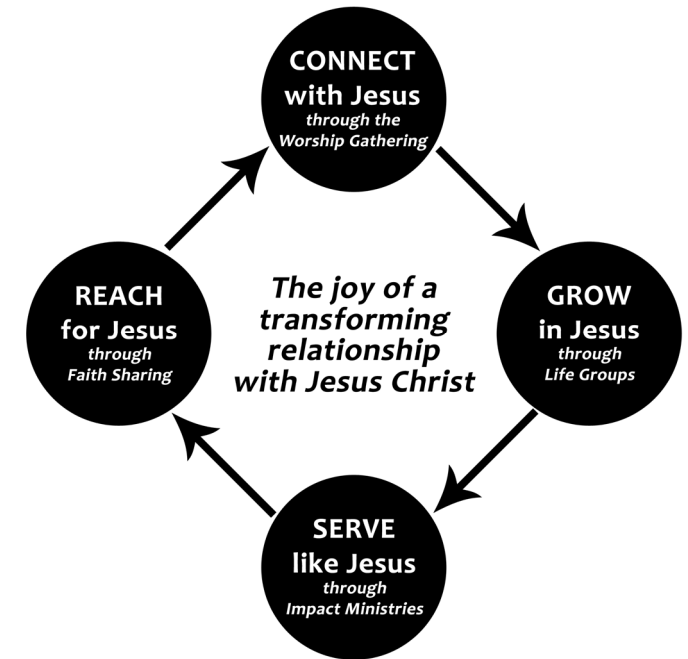 CONNECT
with Jesus
through the
Worship Gathering
REACH
for Jesus
through
Faith Sharing
The joy of a
transforming
relationship
with Jesus Christ
GROW
in Jesus
through
Life Groups
SERVE
like Jesus
through
Impact Ministries